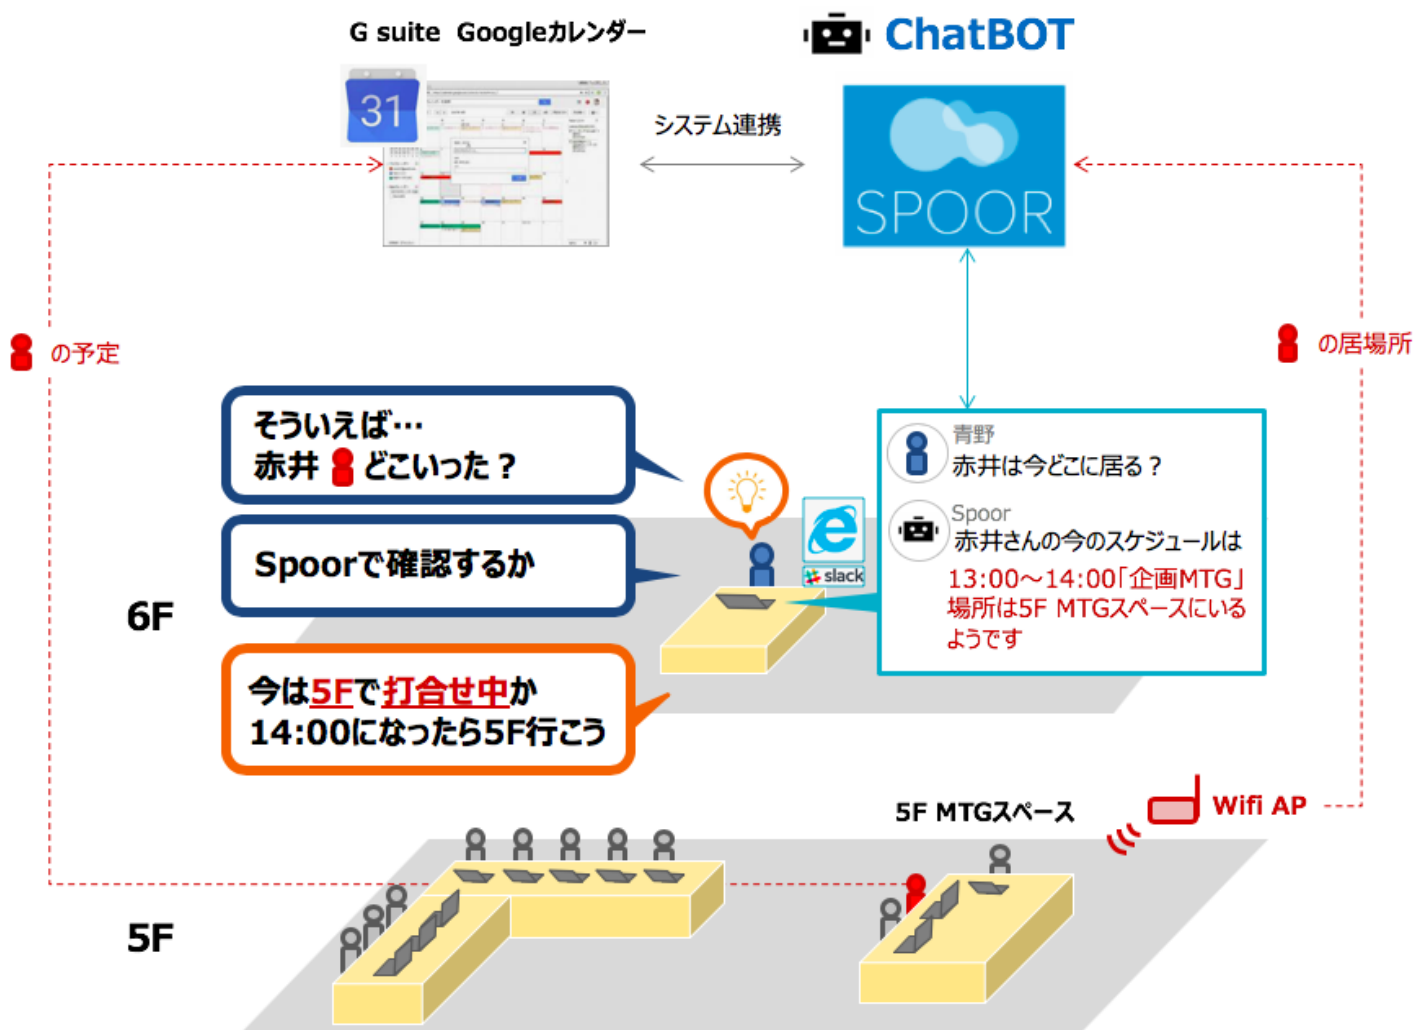 G suite Googleカレンダー
ChatBOT
31
システム連携
SPOOR
の予定
の居場所
そういえば…
赤井 どこいった？
青野
赤井は今どこに居る？
Spoor
赤井さんの今のスケジュールは
13:00～14:00「企画MTG」
場所は5F MTGスペースにいる
ようです
slack
Spoorで確認するか
6F
今は5Fで打合せ中か
14:00になったら5F行こう
5F MTGスペース
Wifi AP
5F